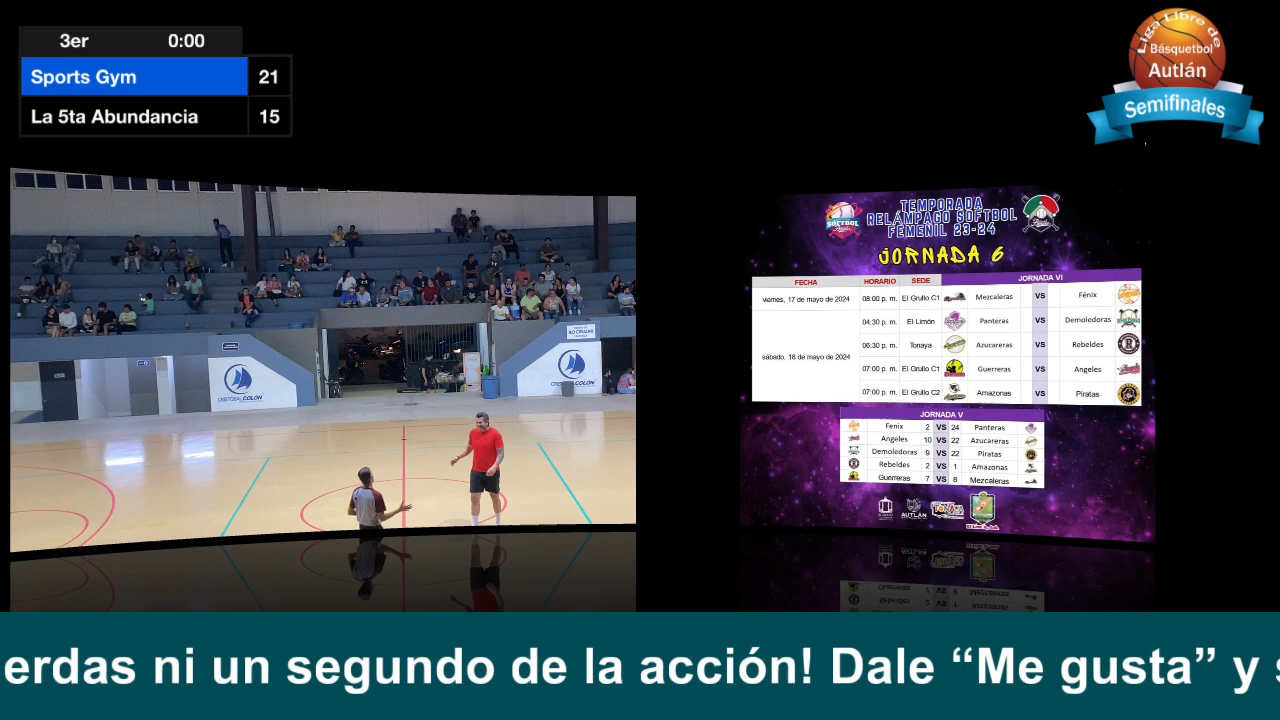 3er 0:00
Sports Gym 21
La 5ta Abundancia 15
Liga Libre de
Básquetbol
Autlán
Semifinales
NO CRUZAR
CRISTOBAL COLON
CRISTOBAL COLON
SOFTBOL
TEMPORADA
RELÁMPAGO SOFTBOL
FEMENIL 23-24
JORNADA 6
FECHA HORARIO SEDE JORNADA VI
viernes, 17 de mayo de 2024 08:00 p. m. El Grullo C1 Mezcaleras VS Fénix
04:30 p. m. El Limón Panteras VS Demoledoras
sábado, 18 de mayo de 2024 06:30 p. m. Tonaya Azucareras VS Rebeldes
07:00 p. m. El Grullo C1 Guerreras VS Angeles
07:00 p. m. El Grullo C2 Amazonas VS Piratas
JORNADA V
Fenix 2 VS 24 Panteras
Angeles 10 VS 22 Azucareras
Demoledoras 9 VS 22 Piratas
Rebeldes 2 VS 1 Amazonas
Guerreras 7 VS 8 Mezcaleras
AUTLÁN
erdas ni un segundo de la acción! Dale “Me gusta” y s